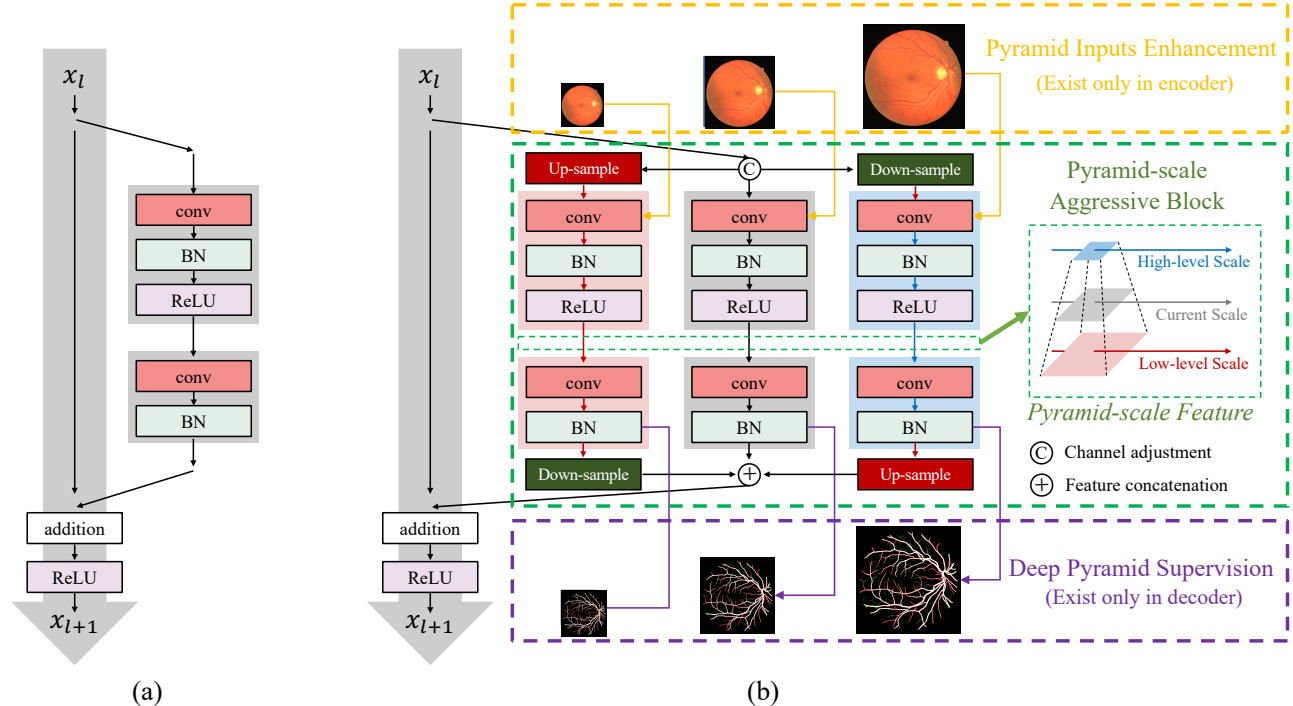 x_l
conv
BN
ReLU
conv
BN
addition
ReLU
x_{l+1}
(a)
x_l
Pyramid Inputs Enhancement
(Exist only in encoder)
Up-sample
C
Down-sample
conv
conv
conv
BN
BN
BN
ReLU
ReLU
ReLU
conv
conv
conv
BN
BN
BN
Down-sample
+
Up-sample
Pyramid-scale
Aggressive Block
High-level Scale
Current Scale
Low-level Scale
Pyramid-scale Feature
C Channel adjustment
+ Feature concatenation
addition
ReLU
x_{l+1}
Deep Pyramid Supervision
(Exist only in decoder)
(b)